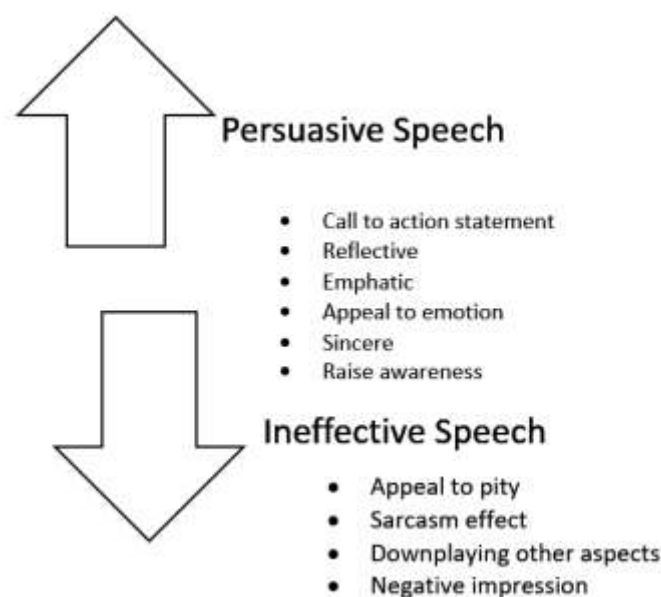 Persuasive Speech
• Call to action statement
• Reflective
• Emphatic
• Appeal to emotion
• Sincere
• Raise awareness
Ineffective Speech
• Appeal to pity
• Sarcasm effect
• Downplaying other aspects
• Negative impression